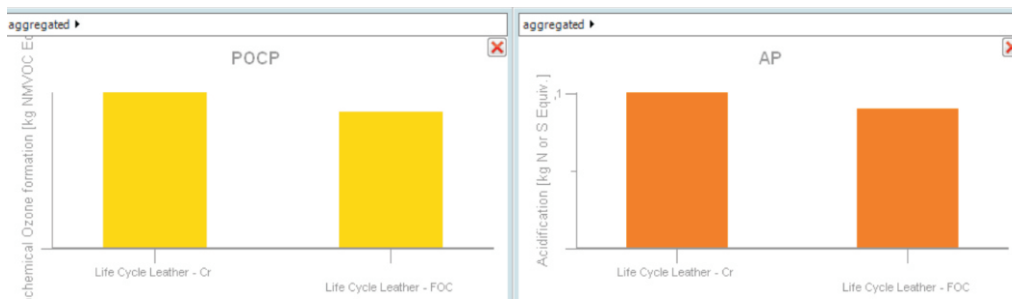 aggregated
POCP
chemical Ozone formation [kg NMVOC Ec
Life Cycle Leather - Cr
Life Cycle Leather - FOC
aggregated
AP
Acidification [kg N or S Equiv.]
,1
Life Cycle Leather - Cr
Life Cycle Leather - FOC